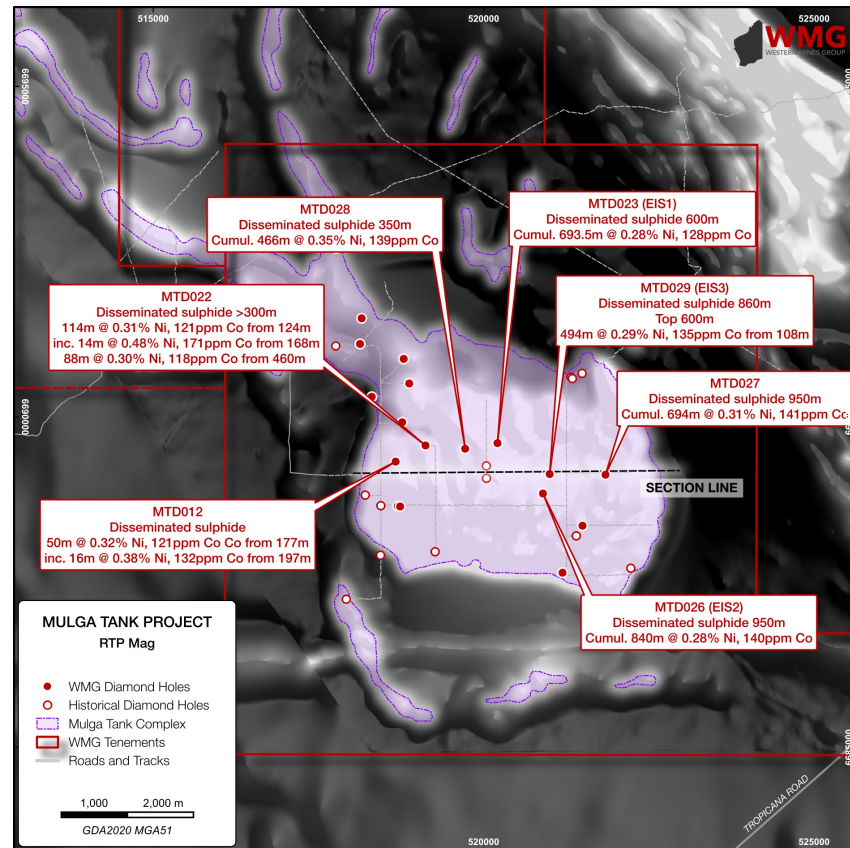 515000
520000
525000
WMG
WESTERN MINES GROUP
6695000
MTD028
Disseminated sulphide 350m
Cumul. 466m @ 0.35% Ni, 139ppm Co
MTD023 (EIS1)
Disseminated sulphide 600m
Cumul. 693.5m @ 0.28% Ni, 128ppm Co
MTD022
Disseminated sulphide >300m
114m @ 0.31% Ni, 121ppm Co from 124m
inc. 14m @ 0.48% Ni, 171ppm Co from 168m
88m @ 0.30% Ni, 118ppm Co from 460m
MTD029 (EIS3)
Disseminated sulphide 860m
Top 600m
494m @ 0.29% Ni, 135ppm Co from 108m
MTD027
Disseminated sulphide 950m
Cumul. 694m @ 0.31% Ni, 141ppm Co
6690000
SECTION LINE
MTD012
Disseminated sulphide
50m @ 0.32% Ni, 121ppm Co Co from 177m
inc. 16m @ 0.38% Ni, 132ppm Co from 197m
MTD026 (EIS2)
Disseminated sulphide 950m
Cumul. 840m @ 0.28% Ni, 140ppm Co
MULGA TANK PROJECT
RTP Mag
WMG Diamond Holes
Historical Diamond Holes
Mulga Tank Complex
WMG Tenements
Roads and Tracks
1,000 2,000 m
GDA2020 MGA51
6685000
TROPICANA ROAD
520000
525000